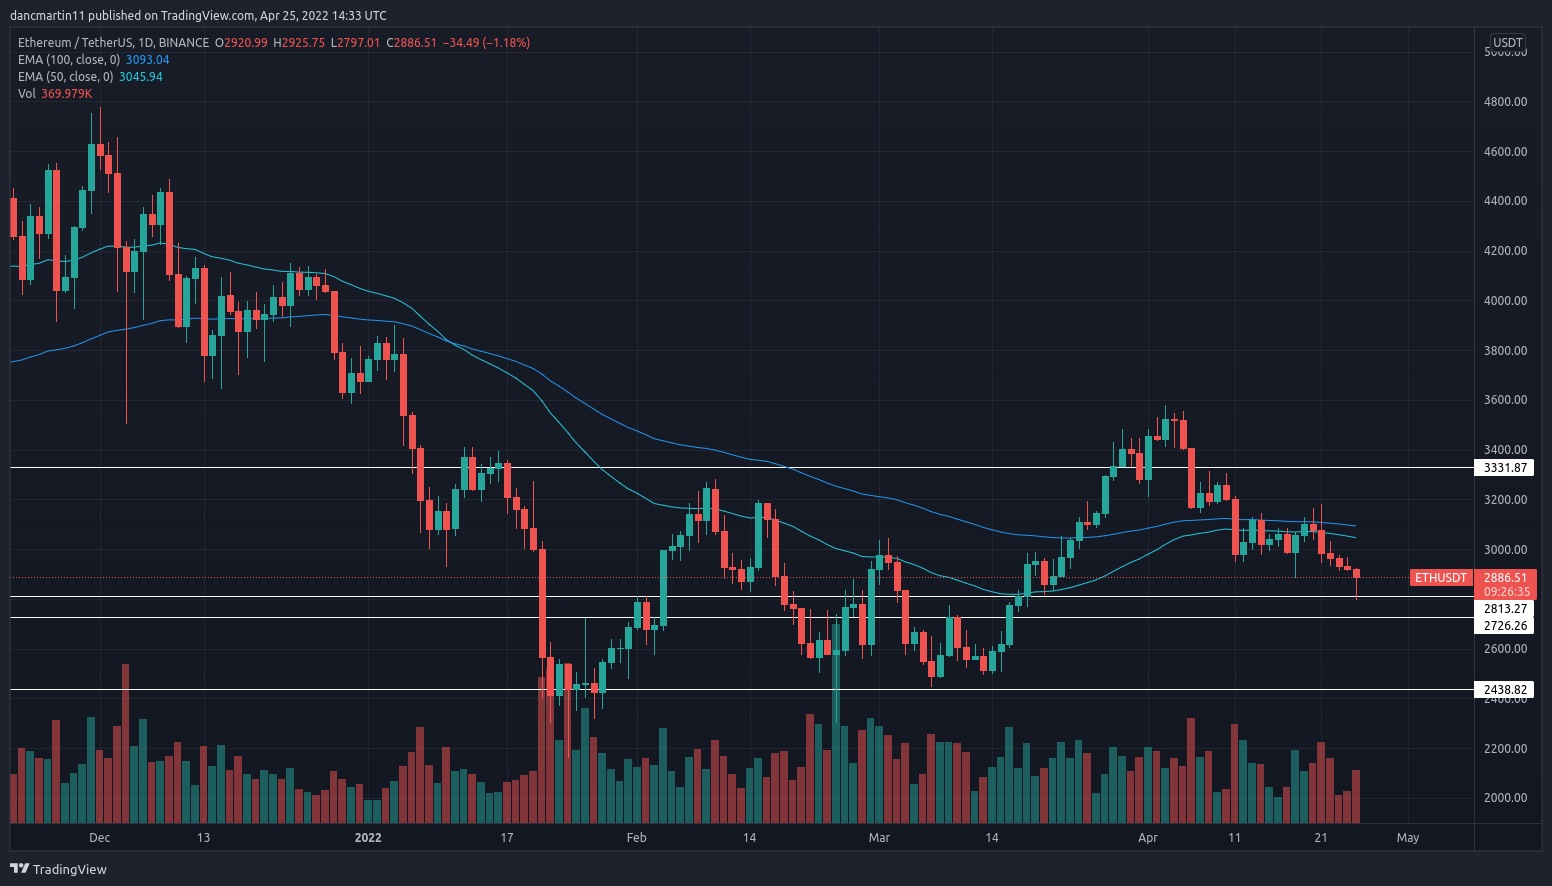 dancmartin11 published on TradingView.com, Apr 25, 2022 14:33 UTC
Ethereum / TetherUS, 1D, BINANCE O2920.99 H2925.75 L2797.01 C2886.51 −34.49 (−1.18%)
EMA (100, close, 0) 3093.04
EMA (50, close, 0) 3045.94
Vol 369.979K
USDT
5000.00
4800.00
4600.00
4400.00
4200.00
4000.00
3800.00
3600.00
3400.00
3331.87
3200.00
3000.00
ETHUSDT 2886.51
09:26:35
2813.27
2726.26
2600.00
2438.82
2400.00
2200.00
2000.00
Dec 13 2022 17 Feb 14 Mar 14 Apr 11 21 May
TradingView